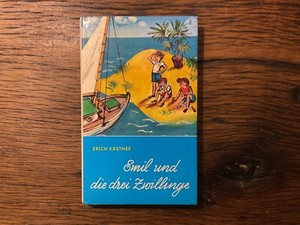 ERICH KÄSTNER
Emil und
die drei Zwillinge